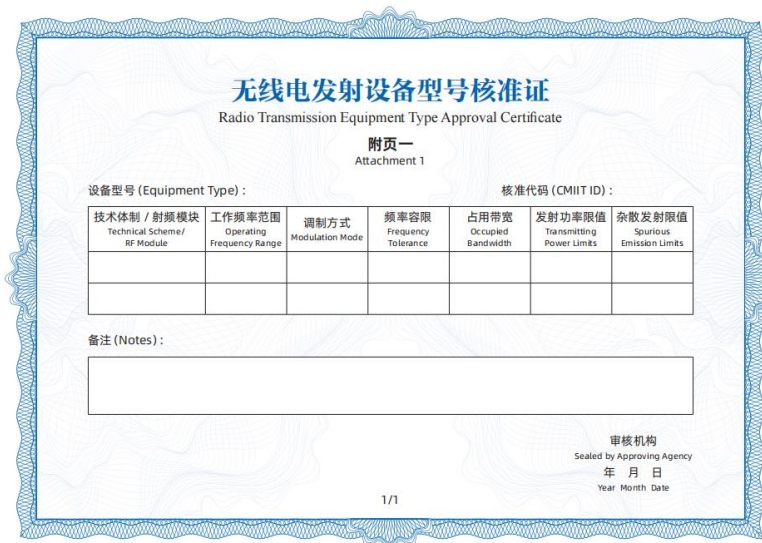 无线电发射设备型号核准证
Radio Transmission Equipment Type Approval Certificate
附页一
Attachment 1
设备型号 (Equipment Type) : 核准代码 (CMIIT ID) :
技术体制 / 射频模块 工作频率范围 调制方式 频率容限 占用带宽 发射功率限值 杂散发射限值
Technical Scheme/ RF Module Operating Frequency Range Modulation Mode Frequency Tolerance Occupied Bandwidth Transmitting Power Limits Spurious Emission Limits
备注 (Notes) :
审核机构
Sealed by Approving Agency
年 月 日
Year Month Date
1/1